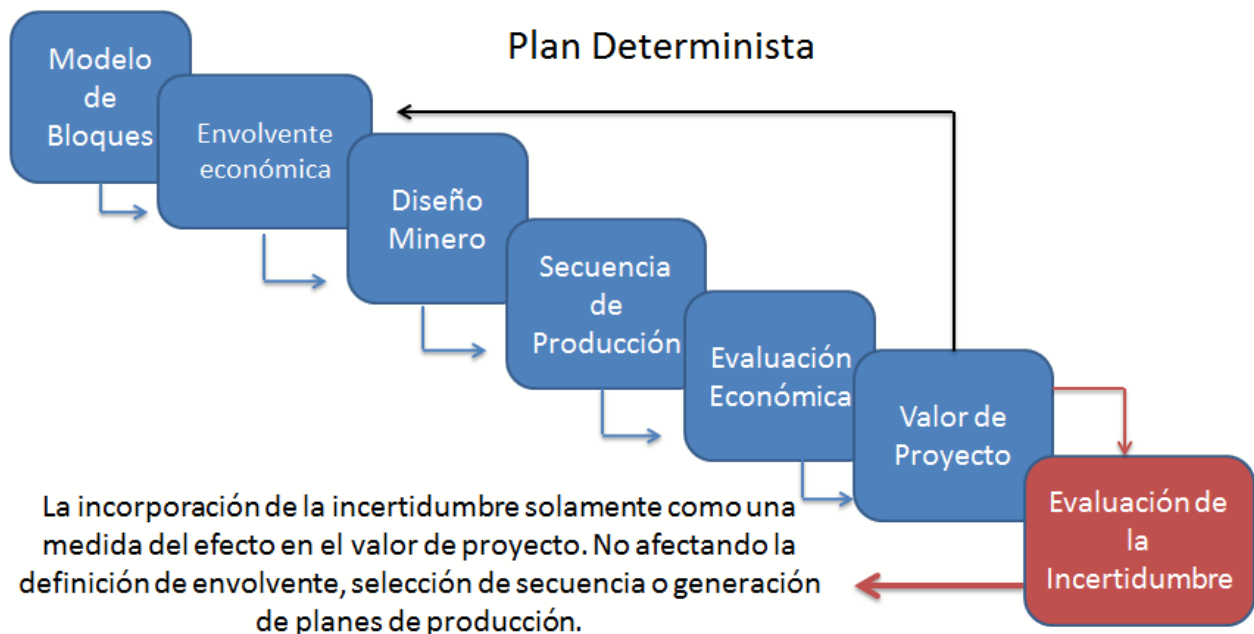 Plan Determinista
Modelo
de
Bloques
Envolvente
económica
Diseño
Minero
Secuencia
de
Producción
Evaluación
Económica
Valor de
Proyecto
Evaluación de
la
Incertidumbre
La incorporación de la incertidumbre solamente como una
medida del efecto en el valor de proyecto. No afectando la
definición de envolvente, selección de secuencia o generación
de planes de producción.